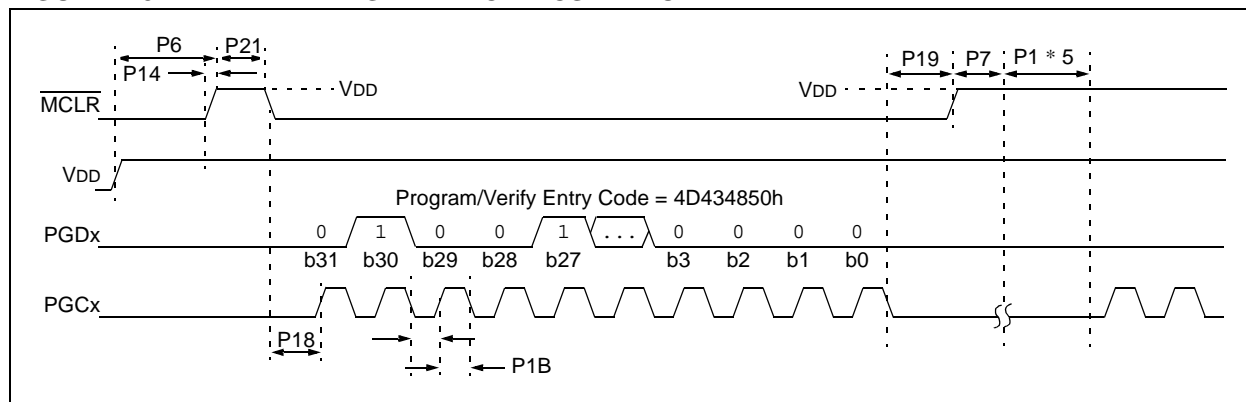 P6 P21 P19 P7 P1 * 5
P14
VDD VDD
MCLR
VDD
Program/Verify Entry Code = 4D434850h
PGDx 0 1 0 0 1 ... 0 0 0 0
b31 b30 b29 b28 b27 b3 b2 b1 b0
PGCx
P18
P1B